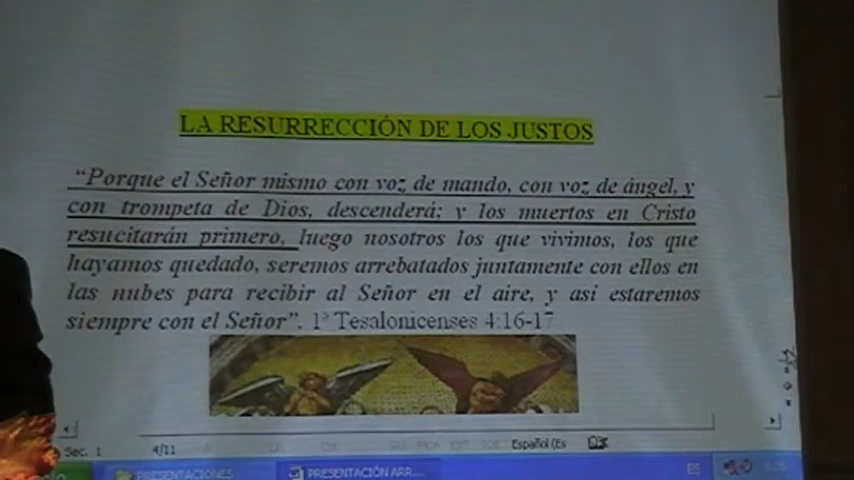 LA RESURRECCIÓN DE LOS JUSTOS
“Porque el Señor mismo con voz de mando, con voz de ángel, y
con trompeta de Dios, descenderá; y los muertos en Cristo
resucitarán primero, luego nosotros los que vivimos, los que
hayamos quedado, seremos arrebatados juntamente con ellos en
las nubes para recibir al Señor en el aire, y así estaremos
siempre con el Señor”. 1ª Tesalonicenses 4:16-17
Sec. 1 4/11 Español (Es
PRESENTACIONES PRESENTACIÓN ARR... ES